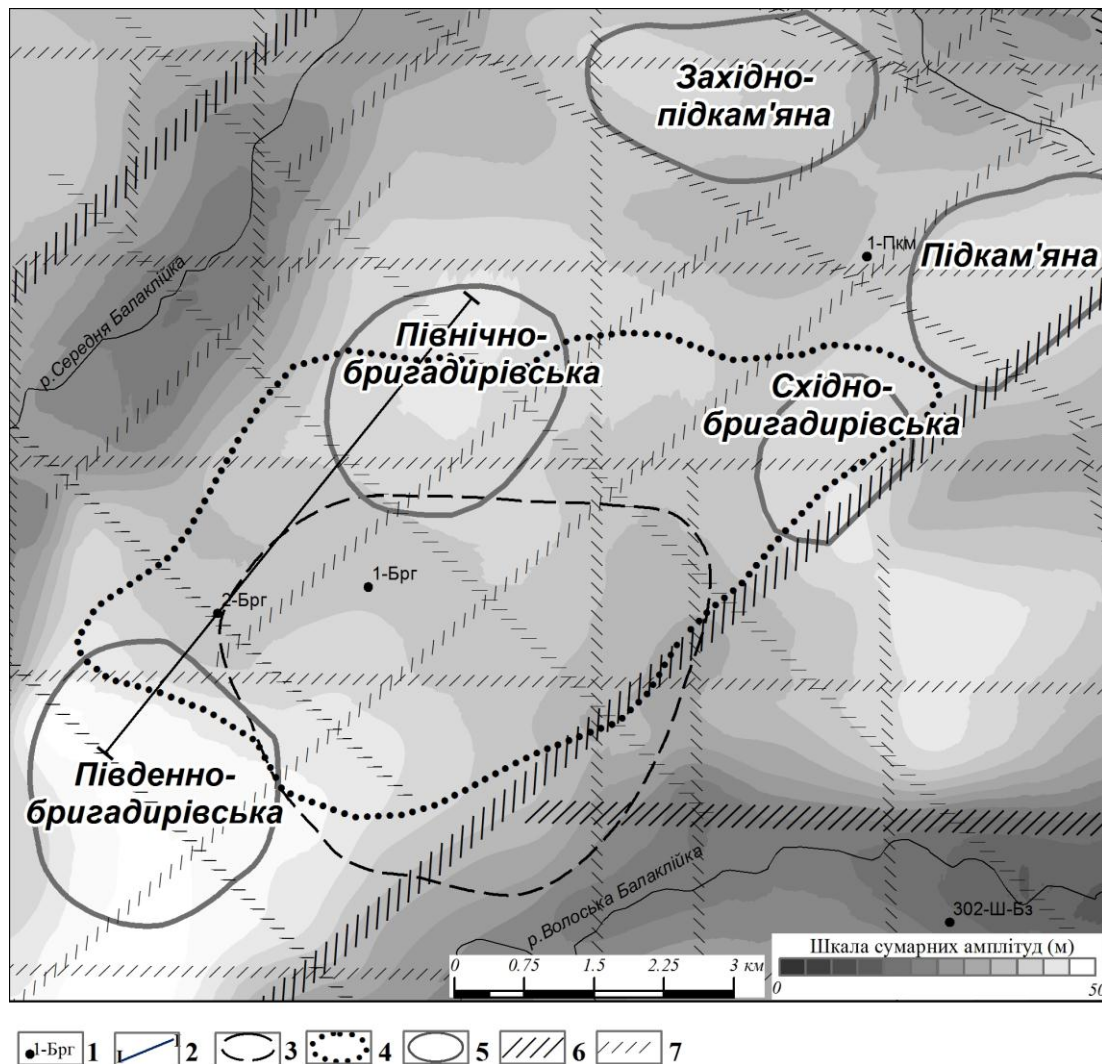 Західно-
підкам'яна
1-Пкм
Підкам'яна
р.Середня Балаклійка
Північно-
бригадирівська
Східно-
бригадирівська
1-Брг
2-Брг
Південно-
бригадирівська
р.Волоська Балаклійка
302-Ш-Бз
0 0.75 1.5 2.25 3 км
Шкала сумарних амплітуд (м)
0 50
1-Брг 1 I I 2 3 4 5 6 7